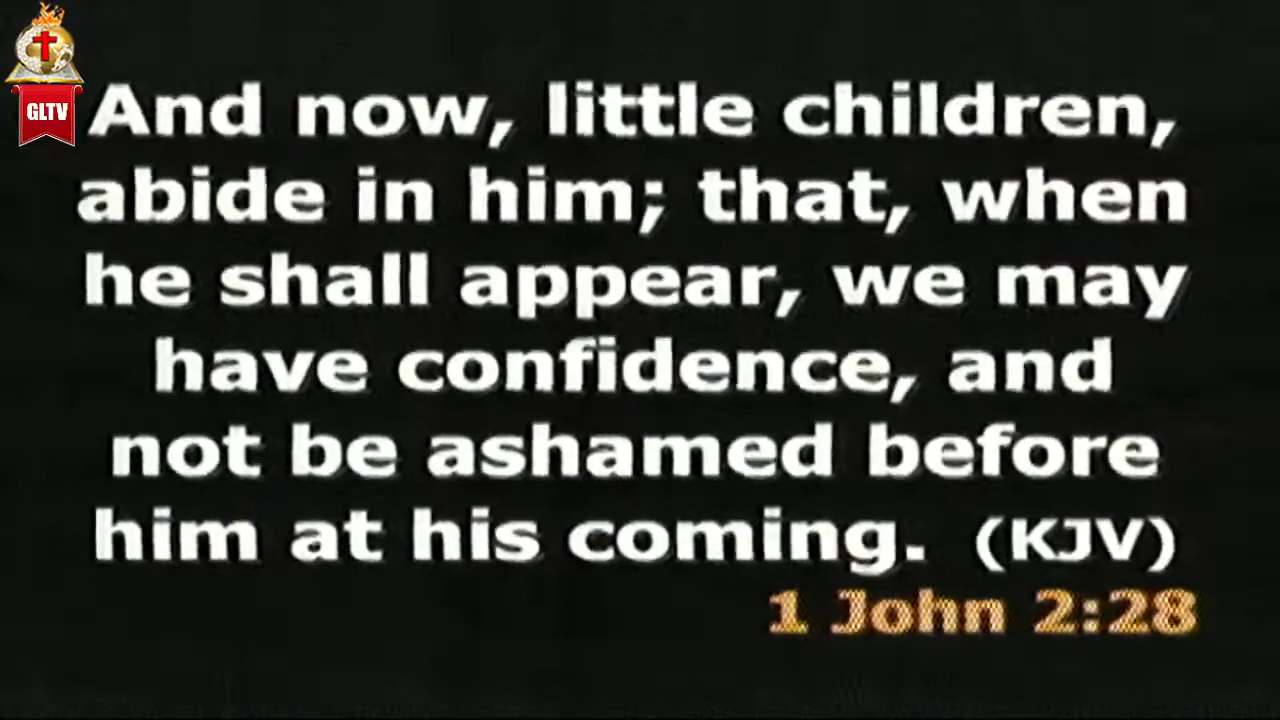 GLTV
And now, little children,
abide in him; that, when
he shall appear, we may
have confidence, and
not be ashamed before
him at his coming. (KJV)
1 John 2:28